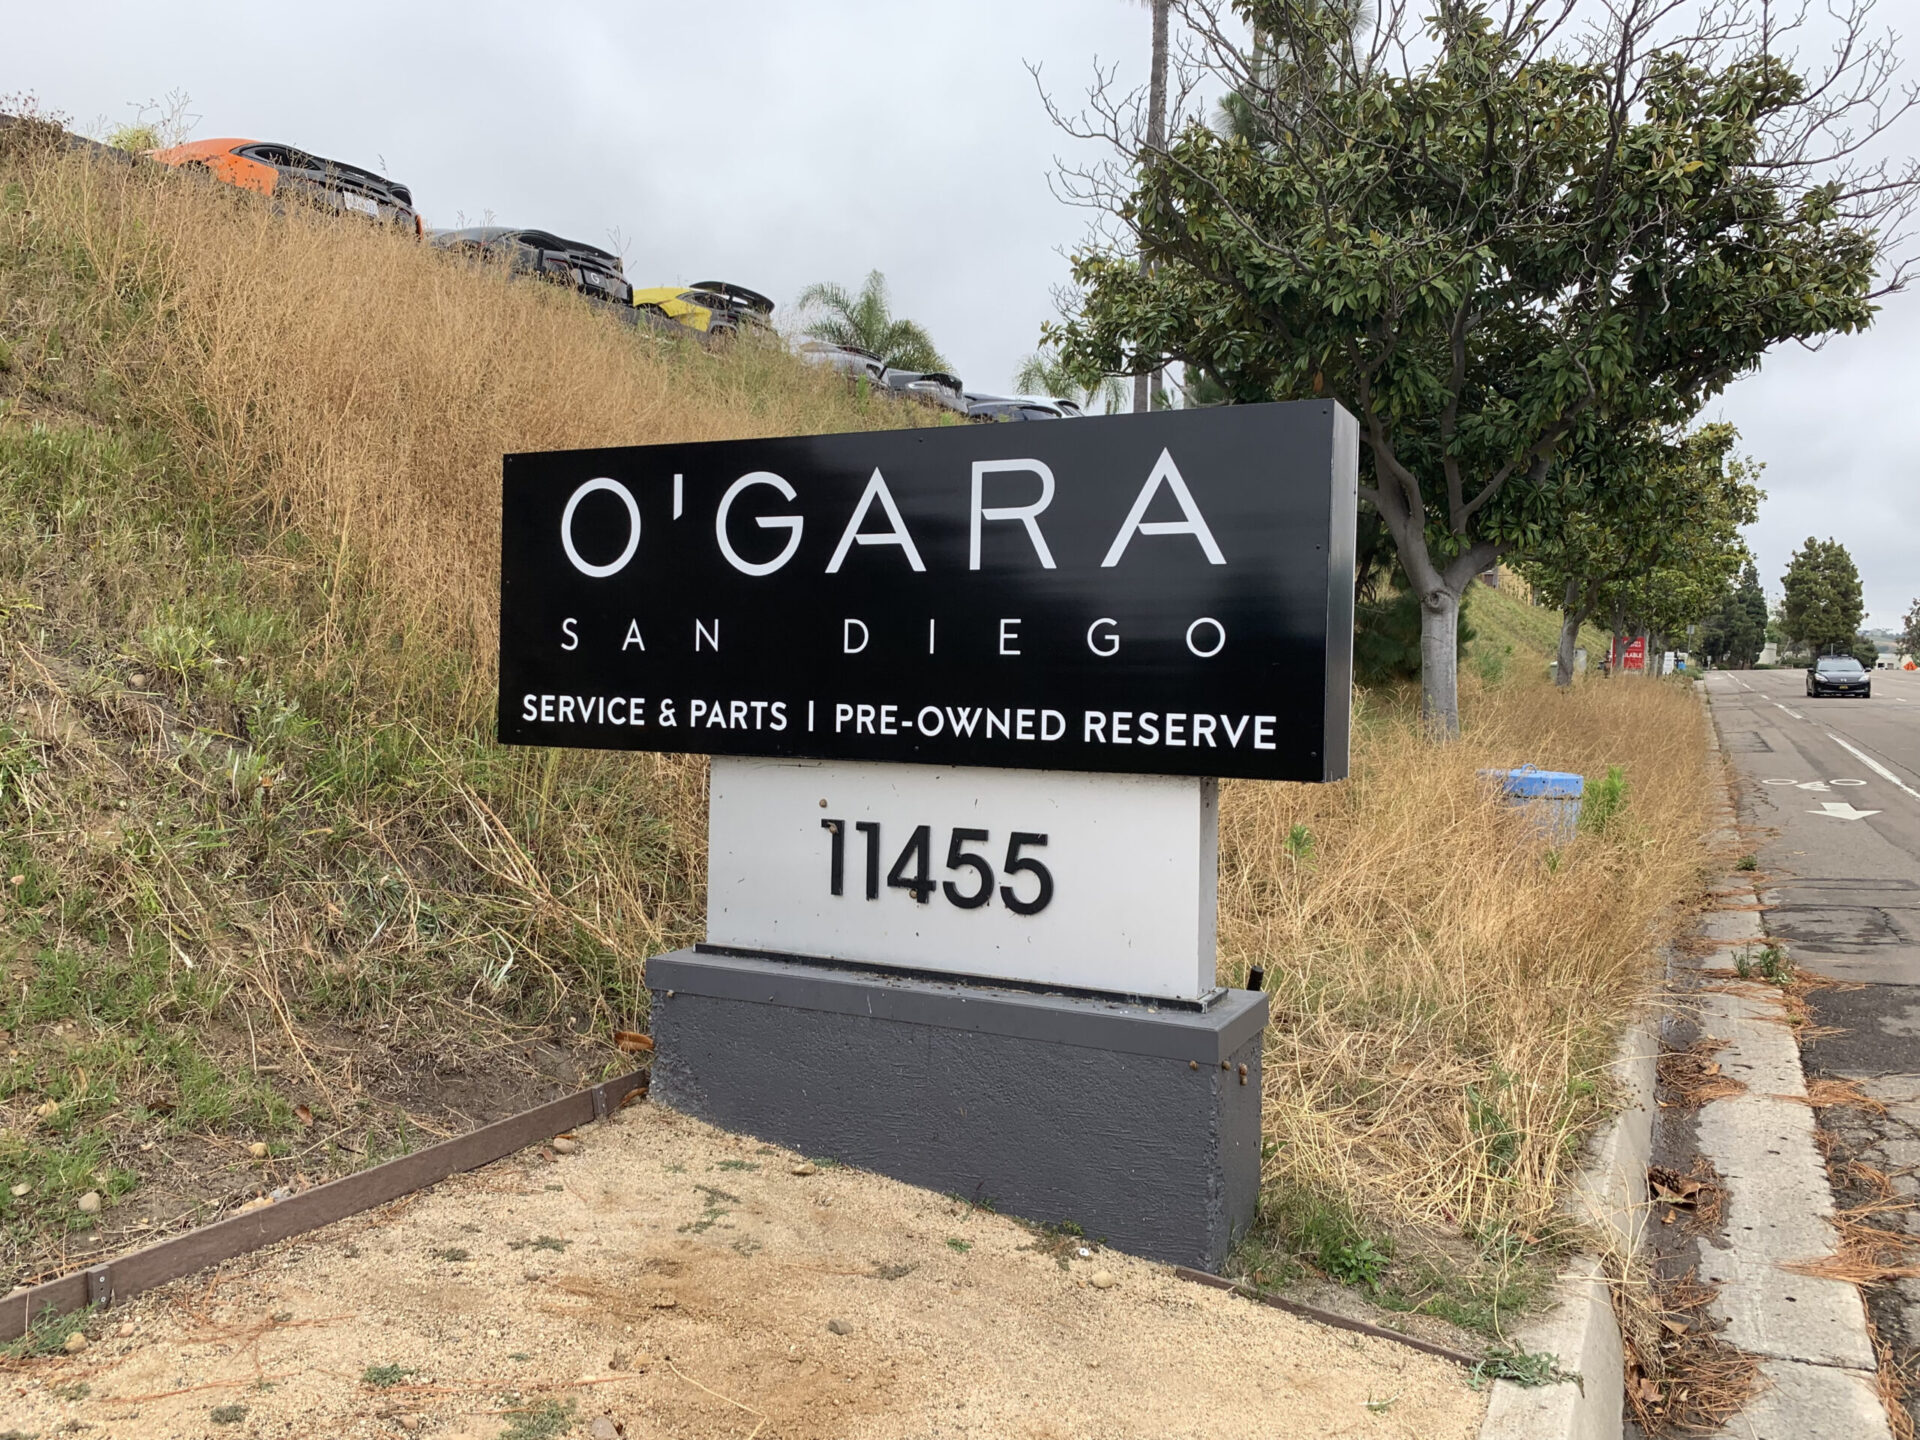 O'GARA
SAN DIEGO
SERVICE & PARTS | PRE-OWNED RESERVE
11455